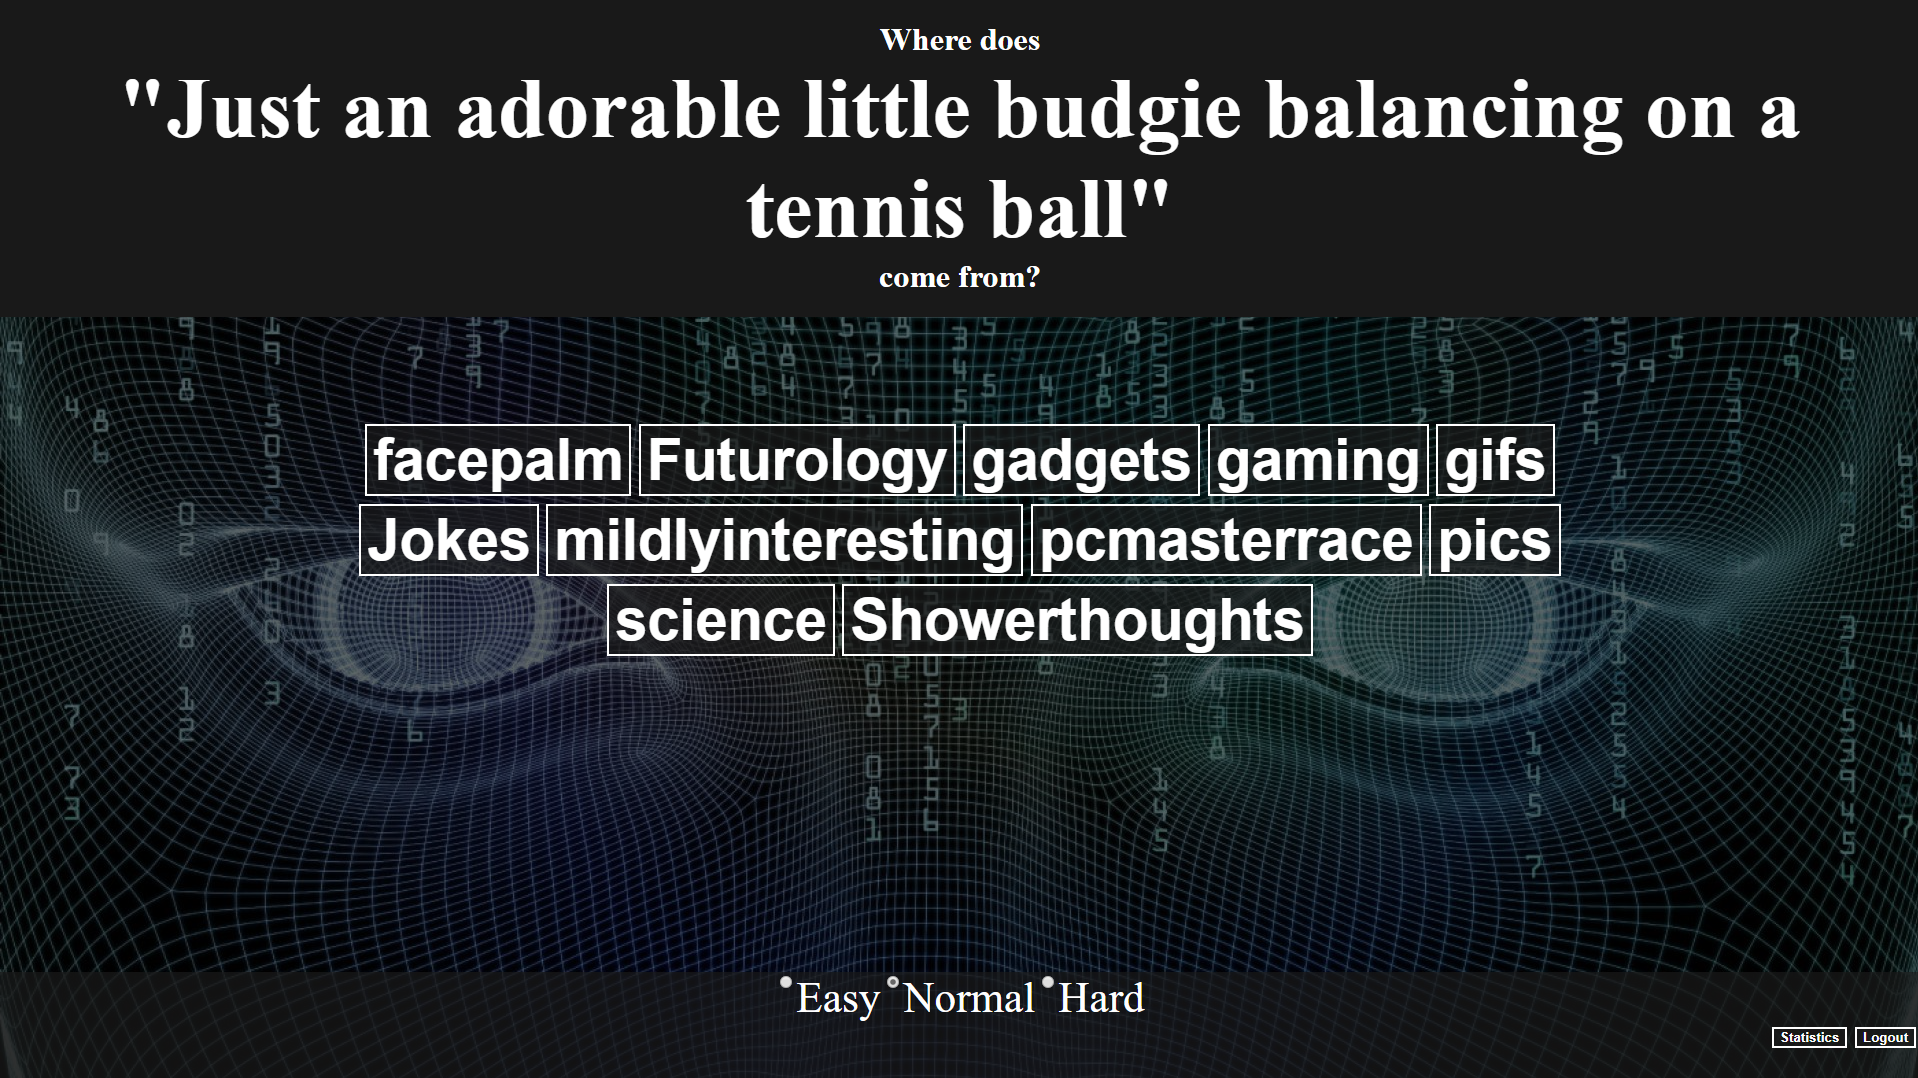 Where does
"Just an adorable little budgie balancing on a
tennis ball"
come from?
facepalm Futurology gadgets gaming gifs
Jokes mildlyinteresting pcmasterrace pics
science Showerthoughts
Easy Normal Hard
Statistics Logout